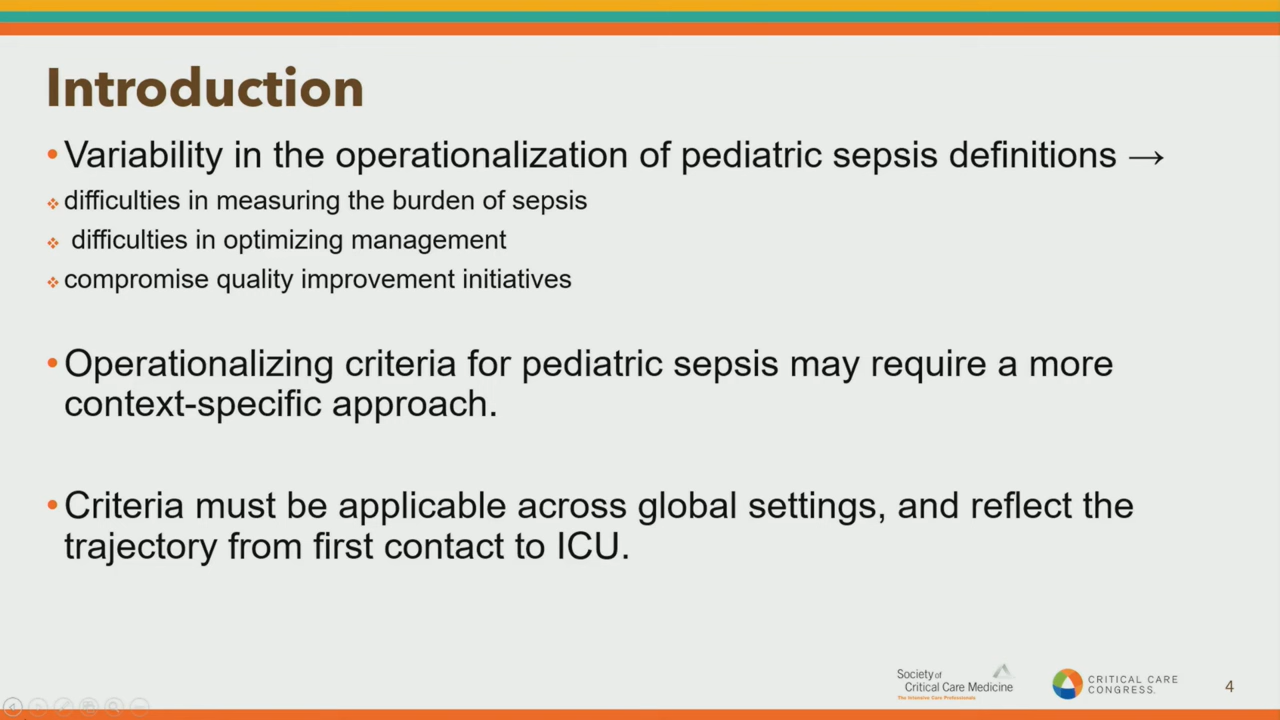 Introduction
• Variability in the operationalization of pediatric sepsis definitions →
❖ difficulties in measuring the burden of sepsis
❖ difficulties in optimizing management
❖ compromise quality improvement initiatives
• Operationalizing criteria for pediatric sepsis may require a more
context-specific approach.
• Criteria must be applicable across global settings, and reflect the
trajectory from first contact to ICU.
Society of
Critical Care Medicine
The Intensive Care Professionals
CRITICAL CARE
CONGRESS.
4